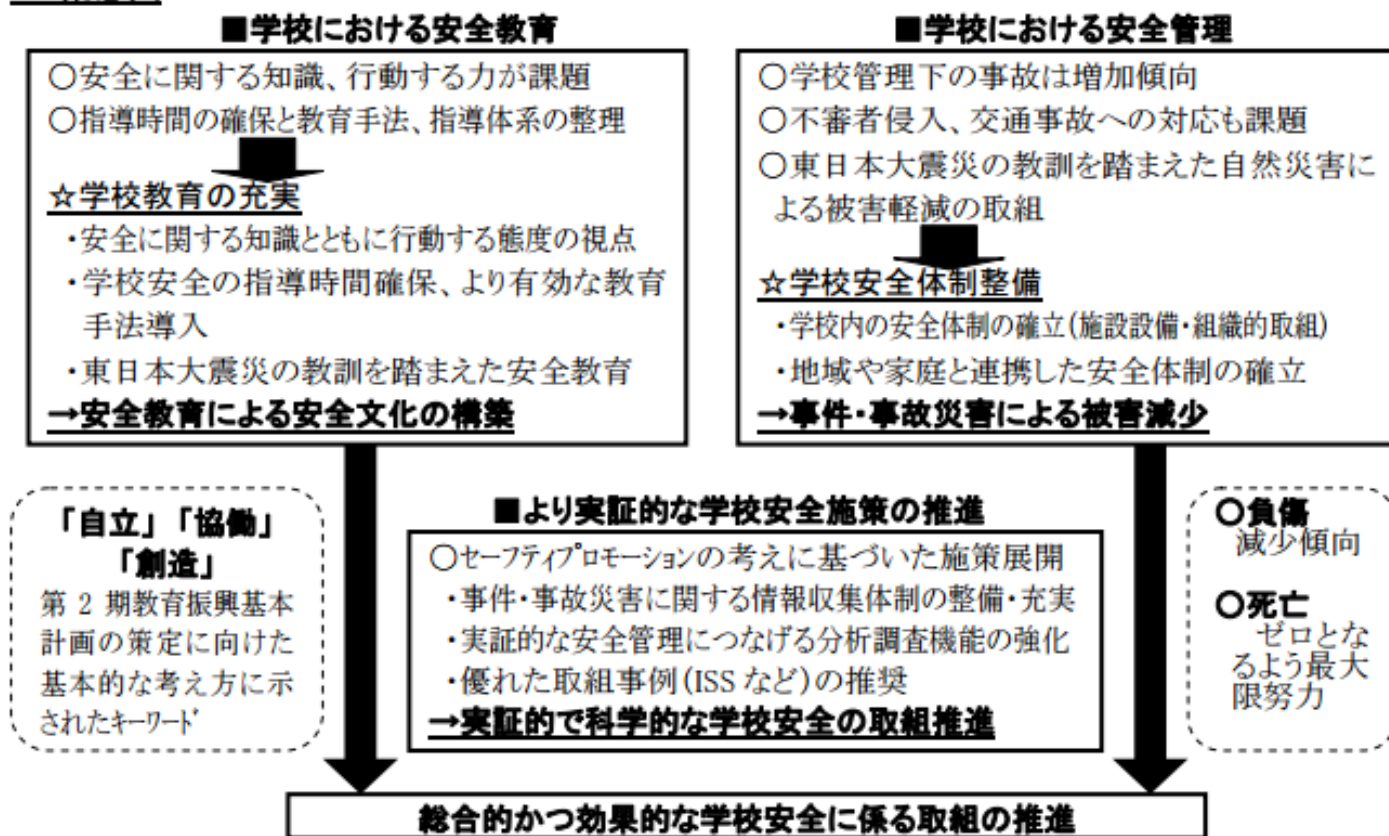 ■学校における安全教育
○安全に関する知識、行動する力が課題
○指導時間の確保と教育手法、指導体系の整理
☆学校教育の充実
・安全に関する知識とともに行動する態度の視点
・学校安全の指導時間確保、より有効な教育
手法導入
・東日本大震災の教訓を踏まえた安全教育
→安全教育による安全文化の構築
■学校における安全管理
○学校管理下の事故は増加傾向
○不審者侵入、交通事故への対応も課題
○東日本大震災の教訓を踏まえた自然災害に
よる被害軽減の取組
☆学校安全体制整備
・学校内の安全体制の確立(施設設備・組織的取組)
・地域や家庭と連携した安全体制の確立
→事件・事故災害による被害減少
「自立」「協働」
「創造」
第 2 期教育振興基本
計画の策定に向けた
基本的な考え方に示
されたキーワード
■より実証的な学校安全施策の推進
○セーフティプロモーションの考えに基づいた施策展開
・事件・事故災害に関する情報収集体制の整備・充実
・実証的な安全管理につなげる分析調査機能の強化
・優れた取組事例(ISS など)の推奨
→実証的で科学的な学校安全の取組推進
○負傷
減少傾向
○死亡
ゼロとな
るよう最大
限努力
総合的かつ効果的な学校安全に係る取組の推進